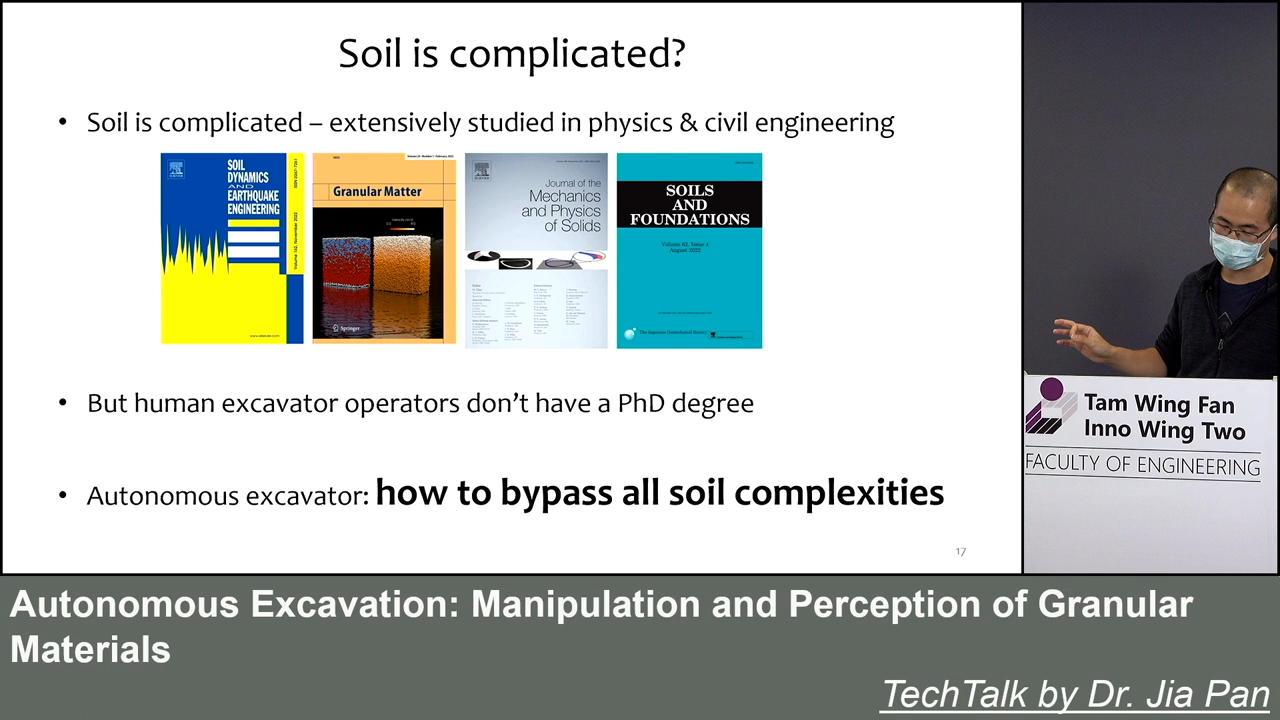 Soil is complicated?
• Soil is complicated – extensively studied in physics & civil engineering
SOIL
DYNAMICS
AND
EARTHQUAKE
ENGINEERING
Granular Matter
Springer
Journal of the
Mechanics
and Physics
of Solids
SOILS
AND
FOUNDATIONS
Volume 62, Issue 4
August 2022
• But human excavator operators don’t have a PhD degree
• Autonomous excavator: how to bypass all soil complexities
17
Tam Wing Fan
Inno Wing Two
FACULTY OF ENGINEERING
Autonomous Excavation: Manipulation and Perception of Granular
Materials
TechTalk by Dr. Jia Pan